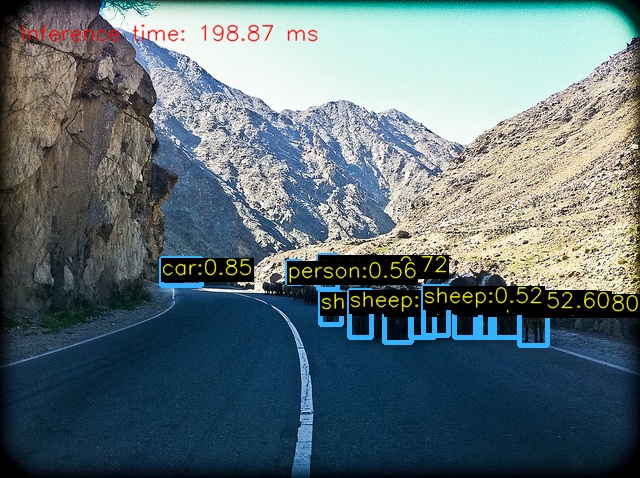 Inference time: 198.87 ms
car:0.85
person:0.56
72
sh
sheep:
sheep:0.52
52.6080